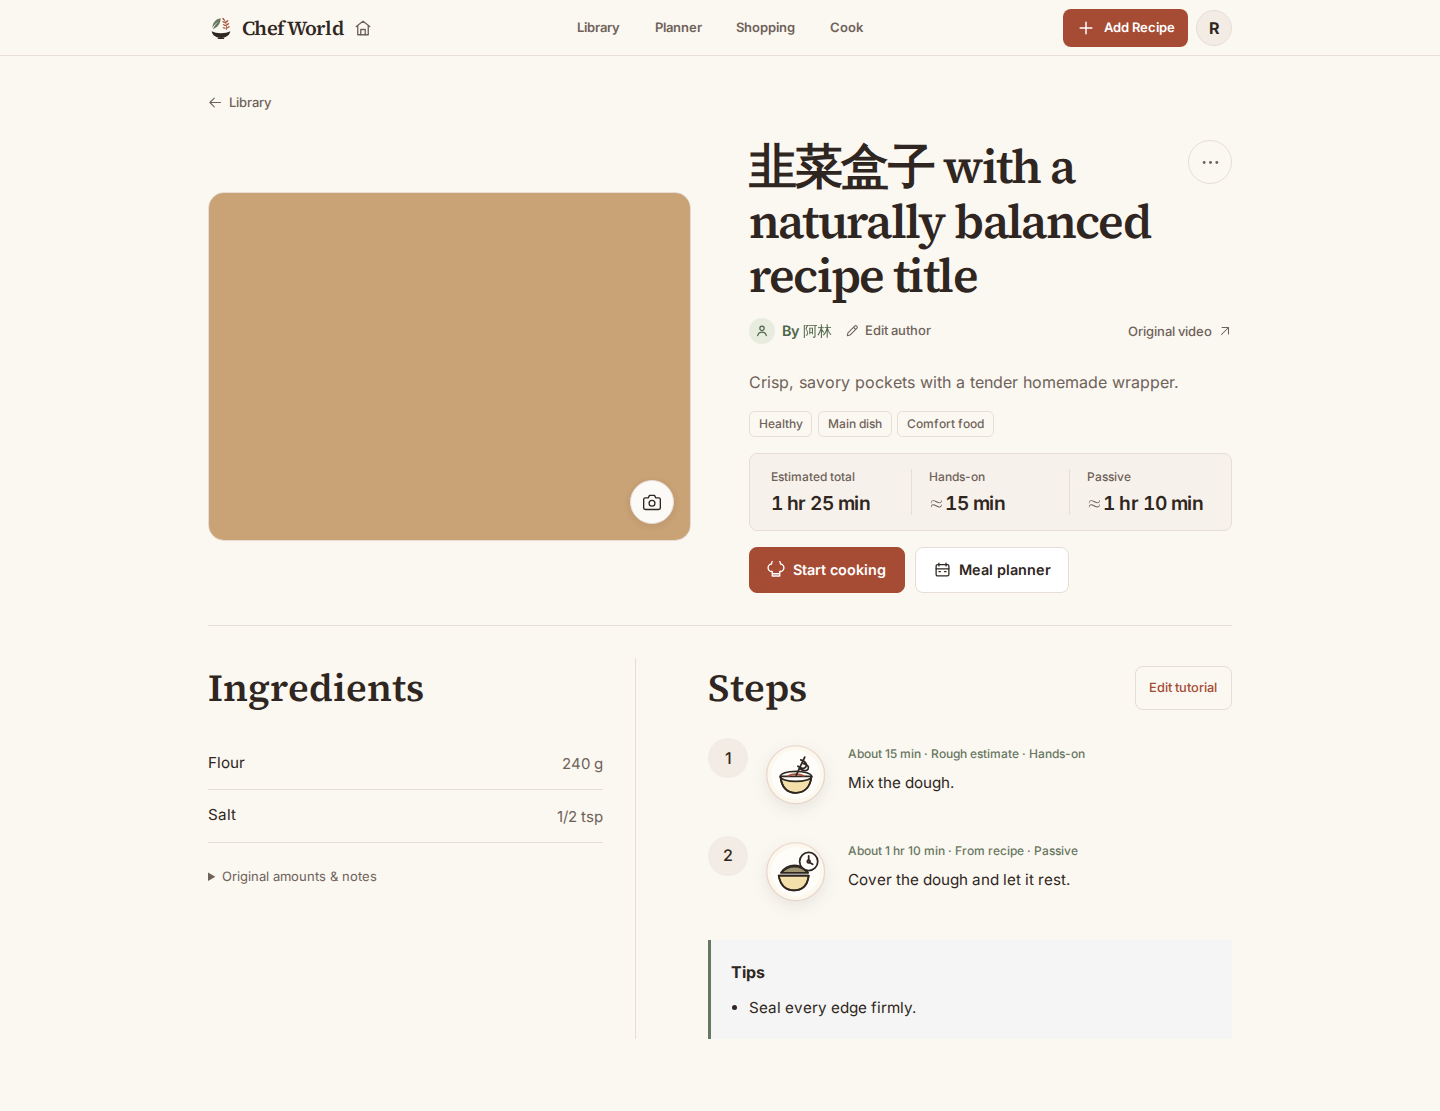 ChefWorld
Library
Planner
Shopping
Cook
Add Recipe
R
Library
韭菜盒子 with a
naturally balanced
recipe title
By 阿林
Edit author
Original video
Crisp, savory pockets with a tender homemade wrapper.
Healthy
Main dish
Comfort food
Estimated total
1 hr 25 min
Hands-on
≈ 15 min
Passive
≈ 1 hr 10 min
Start cooking
Meal planner
Ingredients
Flour
240 g
Salt
1/2 tsp
Original amounts & notes
Steps
Edit tutorial
1
About 15 min · Rough estimate · Hands-on
Mix the dough.
2
About 1 hr 10 min · From recipe · Passive
Cover the dough and let it rest.
Tips
• Seal every edge firmly.